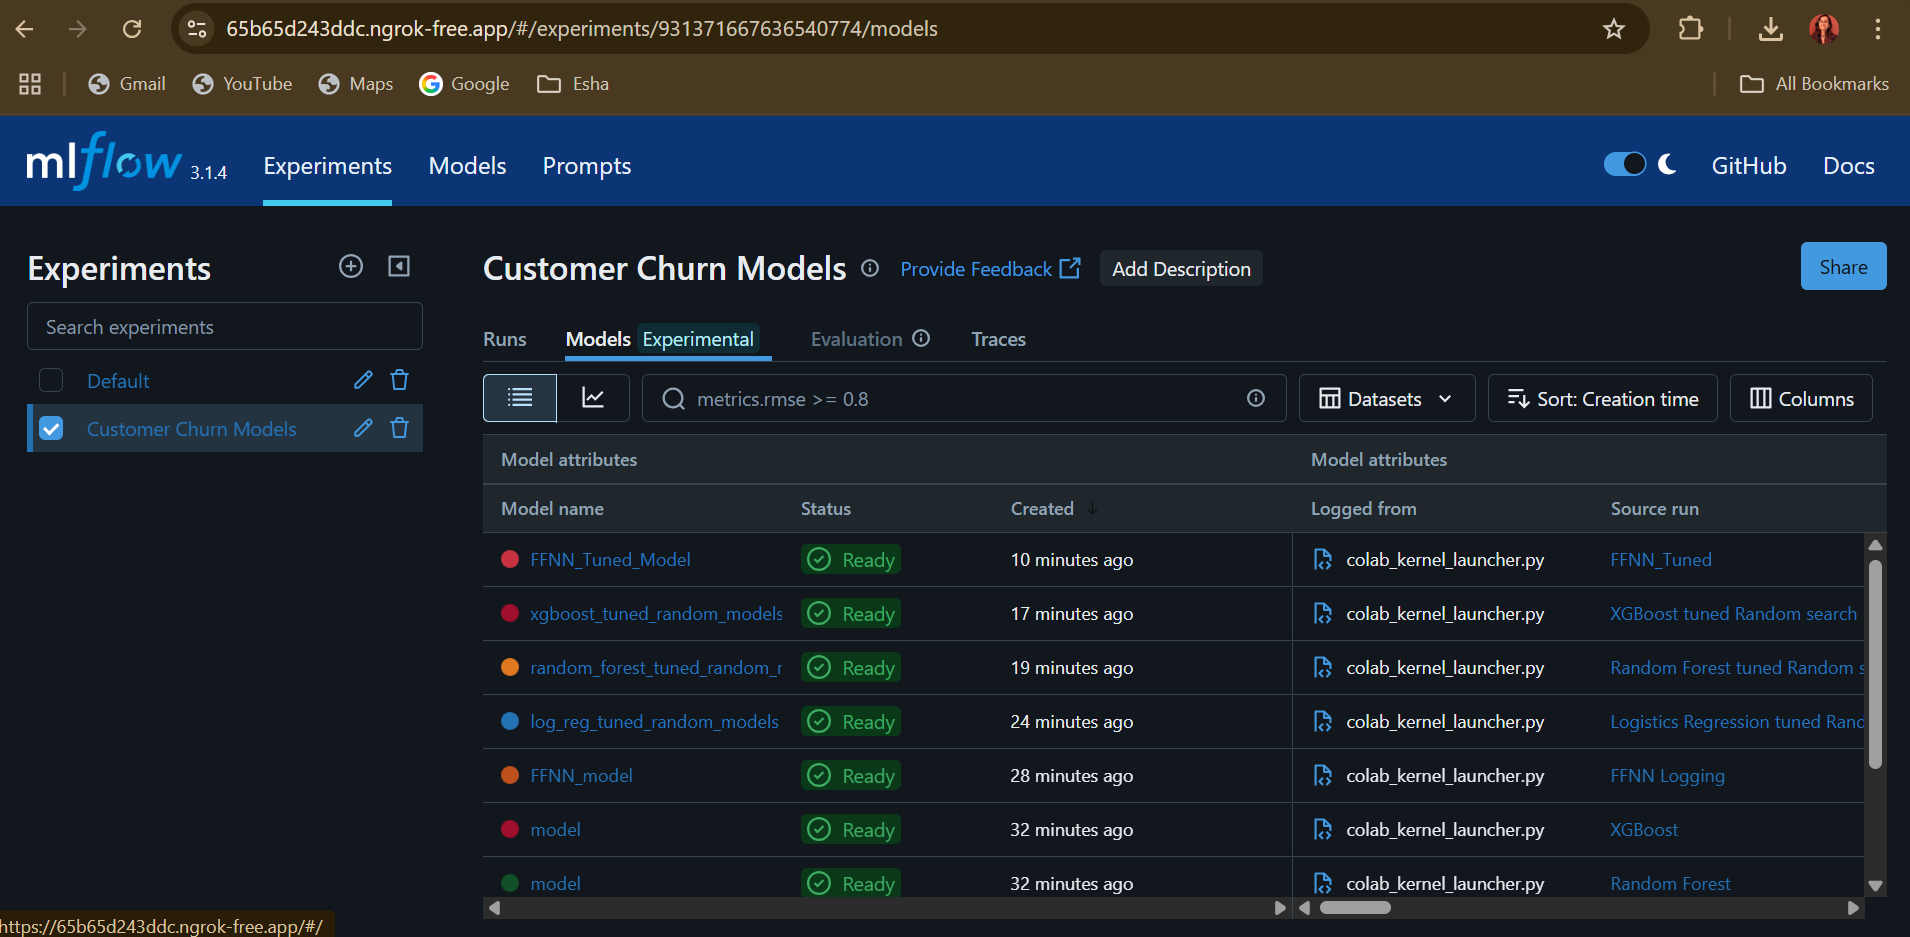 65b65d243ddc.ngrok-free.app/#/experiments/931371667636540774/models
Gmail YouTube Maps Google Esha All Bookmarks
mlflow 3.1.4 Experiments Models Prompts GitHub Docs
Experiments
Search experiments
Default
Customer Churn Models
Customer Churn Models Provide Feedback Add Description Share
Runs Models Experimental Evaluation Traces
metrics.rmse >= 0.8 Datasets Sort: Creation time Columns
Model attributes Model attributes
Model name Status Created Logged from Source run
FFNN_Tuned_Model Ready 10 minutes ago colab_kernel_launcher.py FFNN_Tuned
xgboost_tuned_random_models Ready 17 minutes ago colab_kernel_launcher.py XGBoost tuned Random search
random_forest_tuned_random_r Ready 19 minutes ago colab_kernel_launcher.py Random Forest tuned Random s
log_reg_tuned_random_models Ready 24 minutes ago colab_kernel_launcher.py Logistics Regression tuned Rand
FFNN_model Ready 28 minutes ago colab_kernel_launcher.py FFNN Logging
model Ready 32 minutes ago colab_kernel_launcher.py XGBoost
model Ready 32 minutes ago colab_kernel_launcher.py Random Forest
https://65b65d243ddc.ngrok-free.app/#/